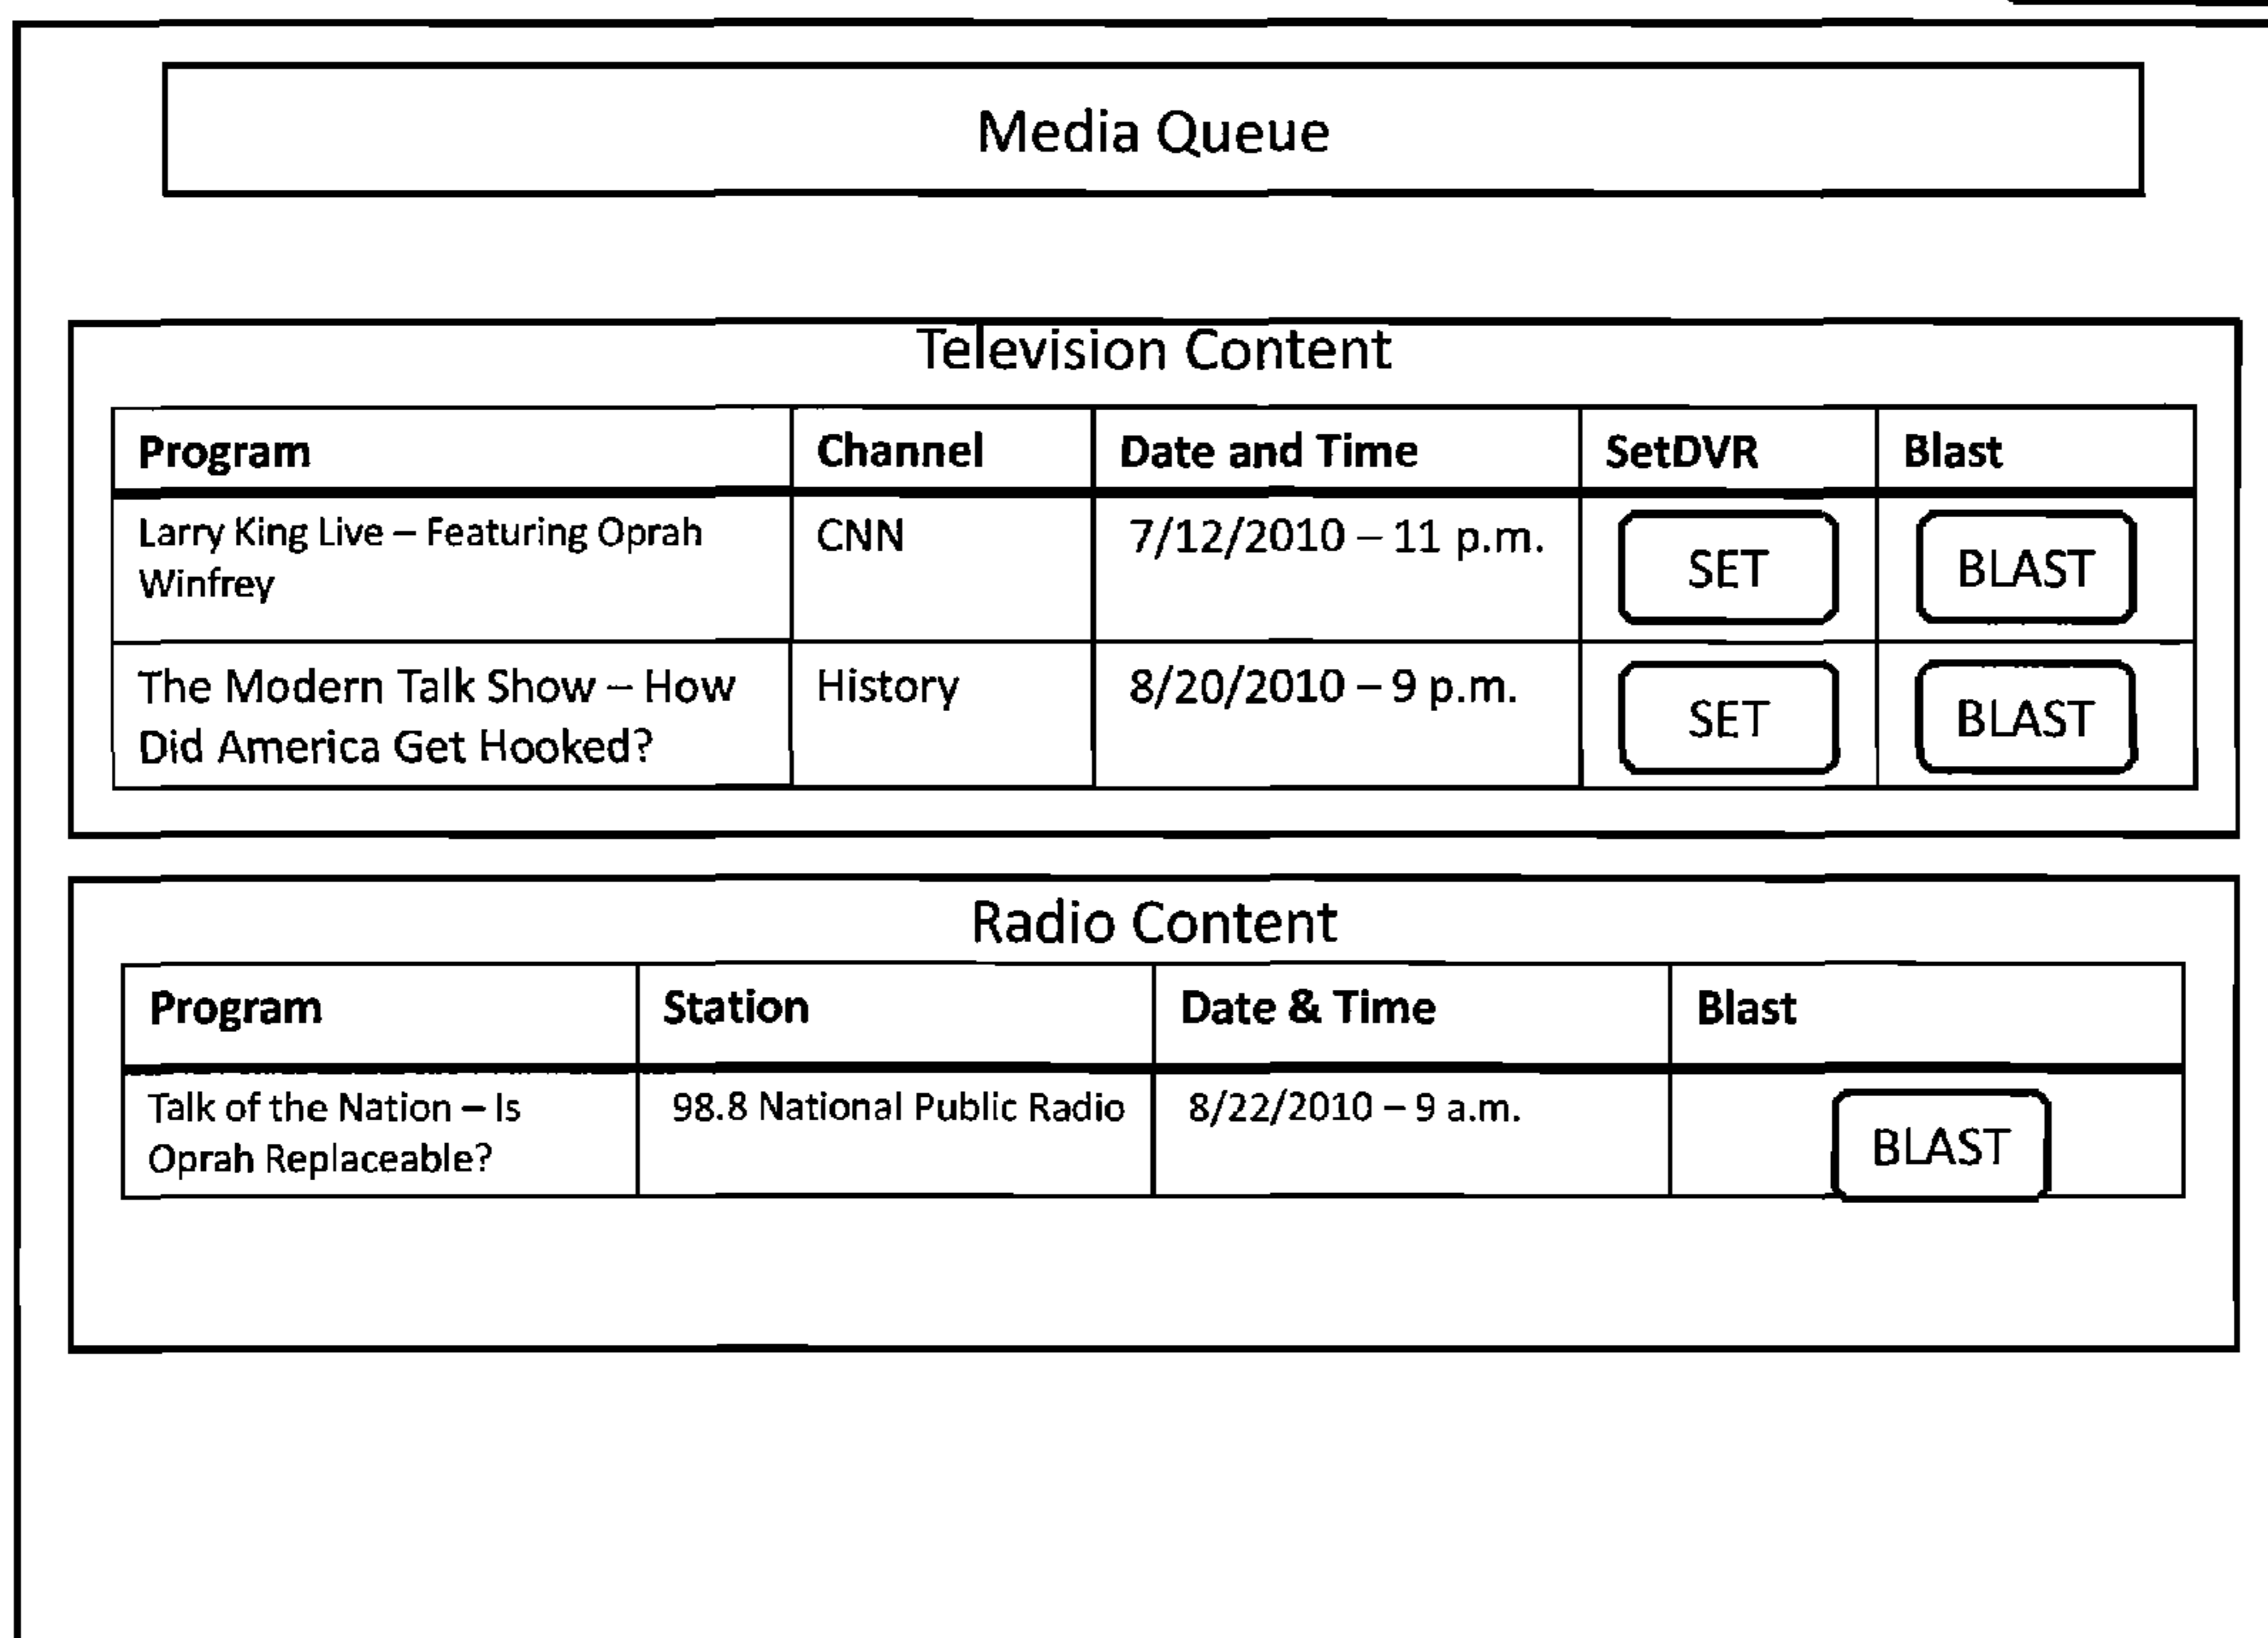 Media Queue
Television Content
Program Channel Date and Time SetDVR Blast
Larry King Live – Featuring Oprah
Winfrey
CNN 7/12/2010 – 11 p.m. SET BLAST
The Modern Talk Show – How
Did America Get Hooked?
History 8/20/2010 – 9 p.m. SET BLAST
Radio Content
Program Station Date & Time Blast
Talk of the Nation – Is
Oprah Replaceable?
98.8 National Public Radio 8/22/2010 – 9 a.m. BLAST